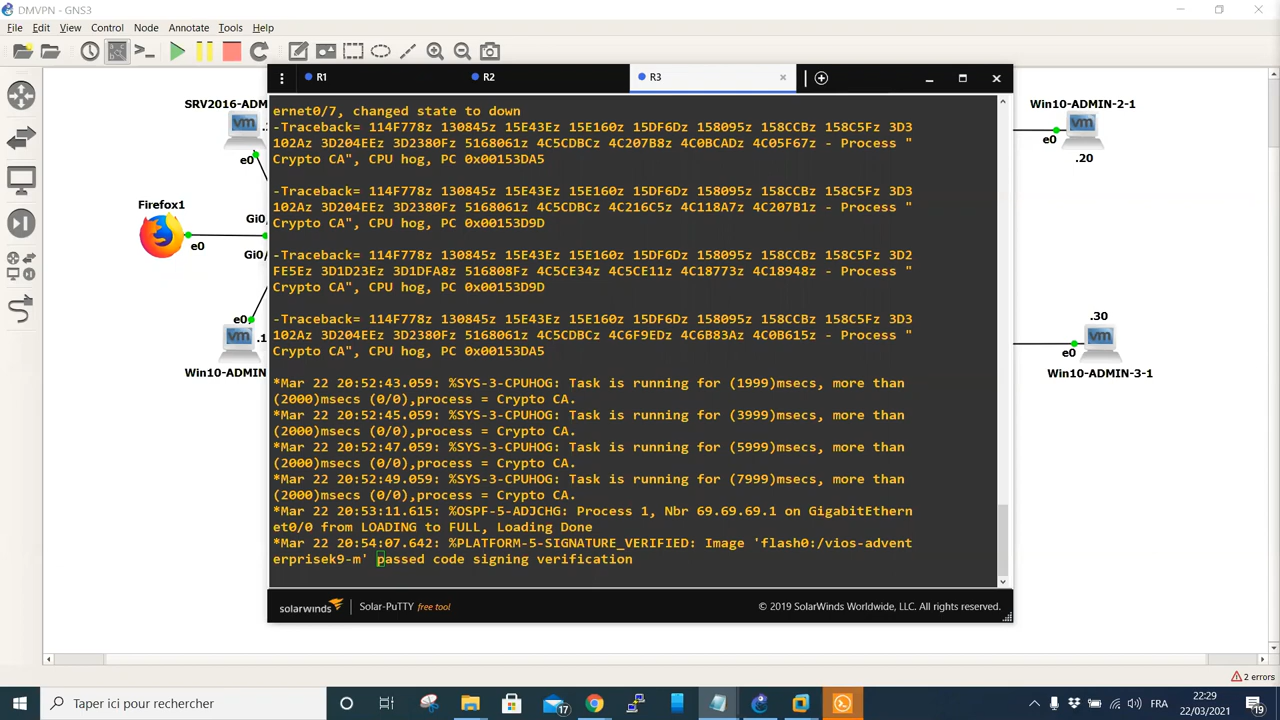 DMVPN - GNS3
File Edit View Control Node Annotate Tools Help
R1 R2 R3
SRV2016-ADM
e0
Firefox1
e0
Gi0
Gi0/
e0
.1
Win10-ADMIN
Win10-ADMIN-2-1
e0
.20
.30
e0
Win10-ADMIN-3-1
ernet0/7, changed state to down
-Traceback= 114F778z 130845z 15E43Ez 15E160z 15DF6Dz 158095z 158CCBz 158C5Fz 3D3
102Az 3D204EEz 3D2380Fz 5168061z 4C5CDBCz 4C207B8z 4C0BCADz 4C05F67z - Process "
Crypto CA", CPU hog, PC 0x00153DA5
-Traceback= 114F778z 130845z 15E43Ez 15E160z 15DF6Dz 158095z 158CCBz 158C5Fz 3D3
102Az 3D204EEz 3D2380Fz 5168061z 4C5CDBCz 4C216C5z 4C118A7z 4C207B1z - Process "
Crypto CA", CPU hog, PC 0x00153D9D
-Traceback= 114F778z 130845z 15E43Ez 15E160z 15DF6Dz 158095z 158CCBz 158C5Fz 3D2
FE5Ez 3D1D23Ez 3D1DFA8z 516808Fz 4C5CE34z 4C5CE11z 4C18773z 4C18948z - Process "
Crypto CA", CPU hog, PC 0x00153D9D
-Traceback= 114F778z 130845z 15E43Ez 15E160z 15DF6Dz 158095z 158CCBz 158C5Fz 3D3
102Az 3D204EEz 3D2380Fz 5168061z 4C5CDBCz 4C6F9EDz 4C6B83Az 4C0B615z - Process "
Crypto CA", CPU hog, PC 0x00153DA5
*Mar 22 20:52:43.059: %SYS-3-CPUHOG: Task is running for (1999)msecs, more than
(2000)msecs (0/0),process = Crypto CA.
*Mar 22 20:52:45.059: %SYS-3-CPUHOG: Task is running for (3999)msecs, more than
(2000)msecs (0/0),process = Crypto CA.
*Mar 22 20:52:47.059: %SYS-3-CPUHOG: Task is running for (5999)msecs, more than
(2000)msecs (0/0),process = Crypto CA.
*Mar 22 20:52:49.059: %SYS-3-CPUHOG: Task is running for (7999)msecs, more than
(2000)msecs (0/0),process = Crypto CA.
*Mar 22 20:53:11.615: %OSPF-5-ADJCHG: Process 1, Nbr 69.69.69.1 on GigabitEthern
et0/0 from LOADING to FULL, Loading Done
*Mar 22 20:54:07.642: %PLATFORM-5-SIGNATURE_VERIFIED: Image 'flash0:/vios-advent
erprisek9-m' passed code signing verification
solarwinds Solar-PuTTY free tool © 2019 SolarWinds Worldwide, LLC. All rights reserved.
2 errors
Taper ici pour rechercher
17
FRA
22:29
22/03/2021
19